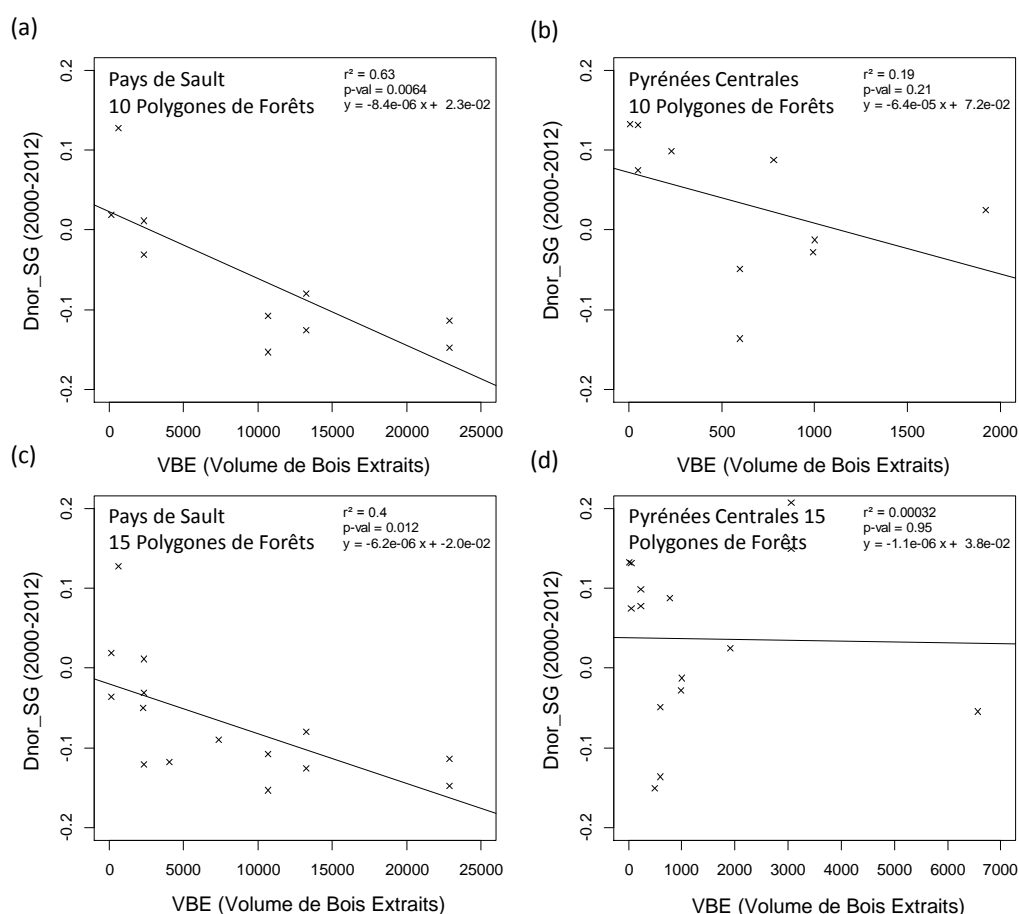 (a)
Pays de Sault
10 Polygones de Forêts
r² = 0.63
p-val = 0.0064
y = -8.4e-06 x + 2.3e-02
Dnor_SG (2000-2012)
0.2
0.1
0.0
-0.1
-0.2
0 5000 10000 15000 20000 25000
VBE (Volume de Bois Extraits)
(b)
Pyrénées Centrales
10 Polygones de Forêts
r² = 0.19
p-val = 0.21
y = -6.4e-05 x + 7.2e-02
Dnor_SG (2000-2012)
0.2
0.1
0.0
-0.1
-0.2
0 500 1000 1500 2000
VBE (Volume de Bois Extraits)
(c)
Pays de Sault
15 Polygones de Forêts
r² = 0.4
p-val = 0.012
y = -6.2e-06 x + -2.0e-02
Dnor_SG (2000-2012)
0.2
0.1
0.0
-0.1
-0.2
0 5000 10000 15000 20000 25000
VBE (Volume de Bois Extraits)
(d)
Pyrénées Centrales 15
Polygones de Forêts
r² = 0.00032
p-val = 0.95
y = -1.1e-06 x + 3.8e-02
Dnor_SG (2000-2012)
0.2
0.1
0.0
-0.1
-0.2
0 1000 2000 3000 4000 5000 6000 7000
VBE (Volume de Bois Extraits)